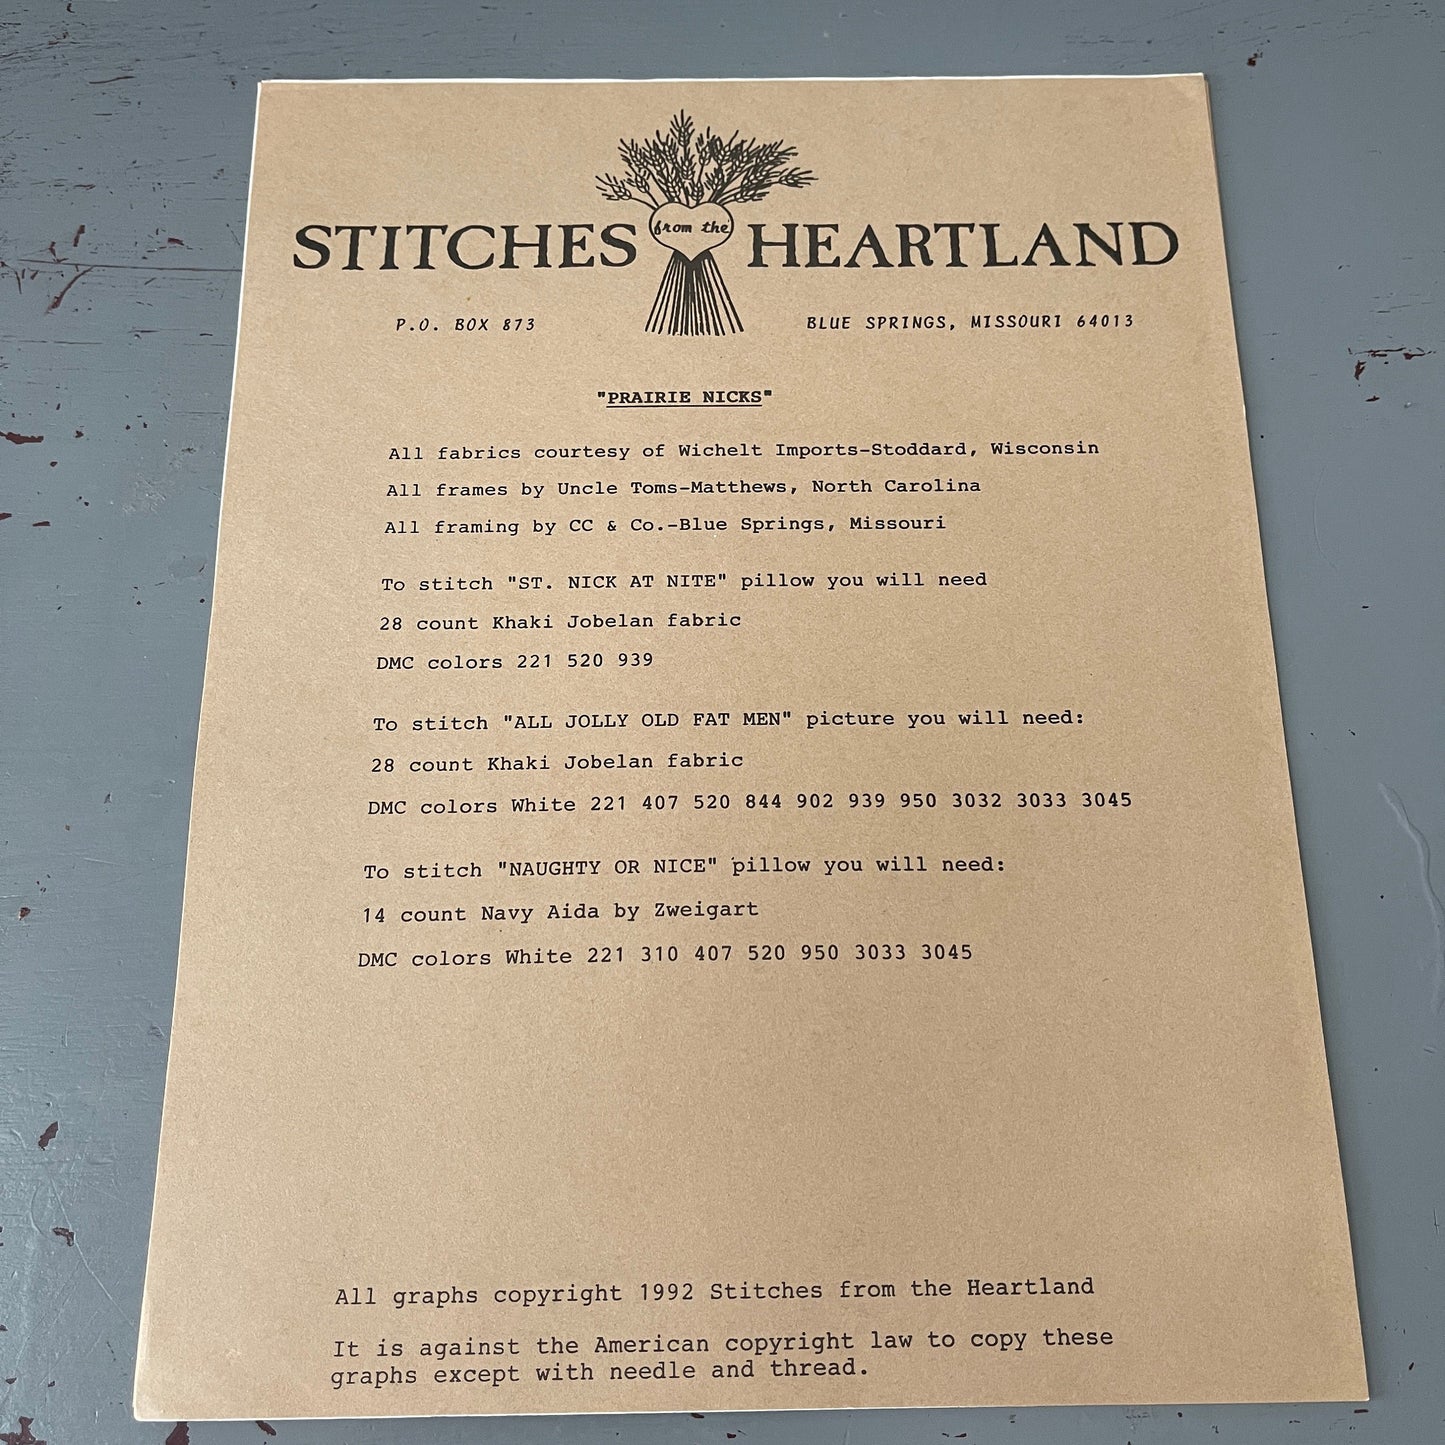 STITCHES from the HEARTLAND
P.O. BOX 873 BLUE SPRINGS, MISSOURI 64013
"PRAIRIE NICKS"
All fabrics courtesy of Wichelt Imports-Stoddard, Wisconsin
All frames by Uncle Toms-Matthews, North Carolina
All framing by CC & Co.-Blue Springs, Missouri
To stitch "ST. NICK AT NITE" pillow you will need
28 count Khaki Jobelan fabric
DMC colors 221 520 939
To stitch "ALL JOLLY OLD FAT MEN" picture you will need:
28 count Khaki Jobelan fabric
DMC colors White 221 407 520 844 902 939 950 3032 3033 3045
To stitch "NAUGHTY OR NICE" pillow you will need:
14 count Navy Aida by Zweigart
DMC colors White 221 310 407 520 950 3033 3045
All graphs copyright 1992 Stitches from the Heartland
It is against the American copyright law to copy these
graphs except with needle and thread.